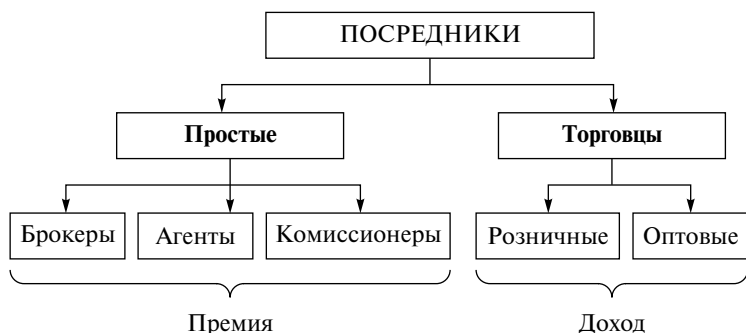 ПОСРЕДНИКИ
Простые Торговцы
Брокеры Агенты Комиссионеры Розничные Оптовые
Премия Доход